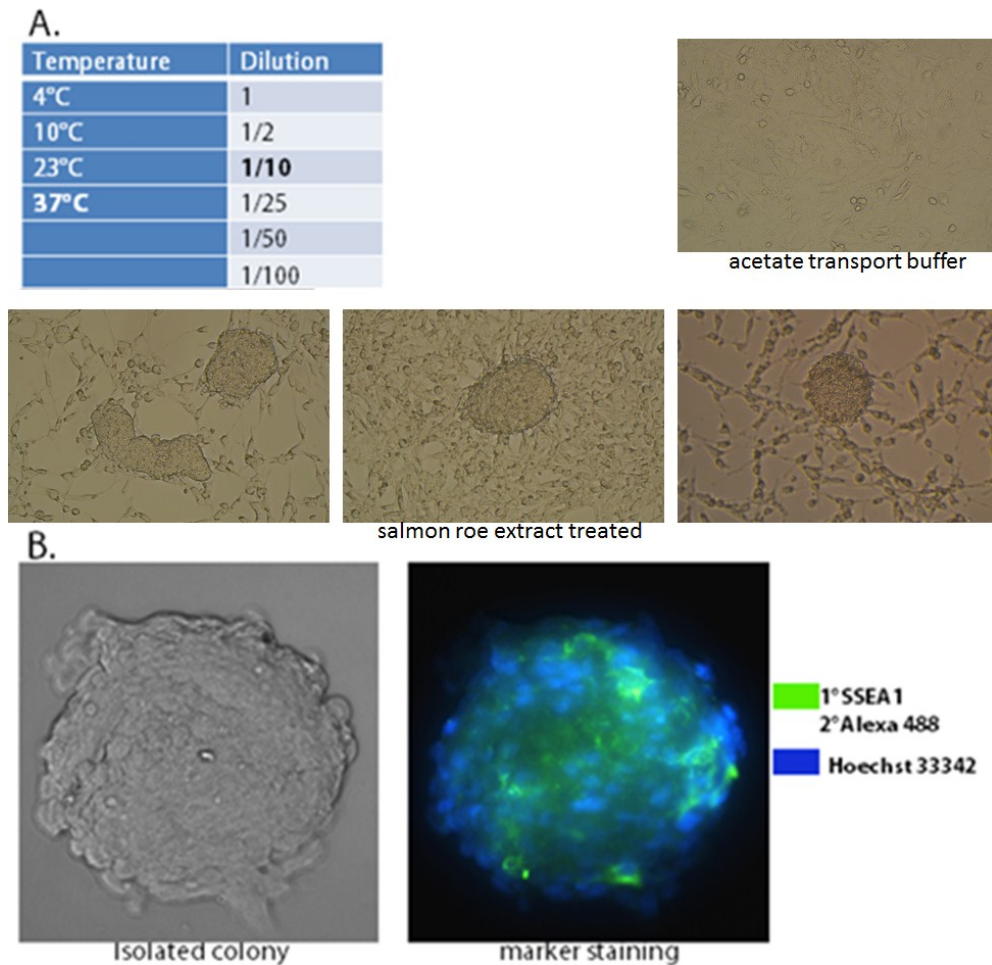 A.
Temperature Dilution
4°C 1
10°C 1/2
23°C 1/10
37°C 1/25
1/50
1/100
acetate transport buffer
salmon roe extract treated
B.
1° SSEA1
2° Alexa 488
Hoechst 33342
Isolated colony
marker staining